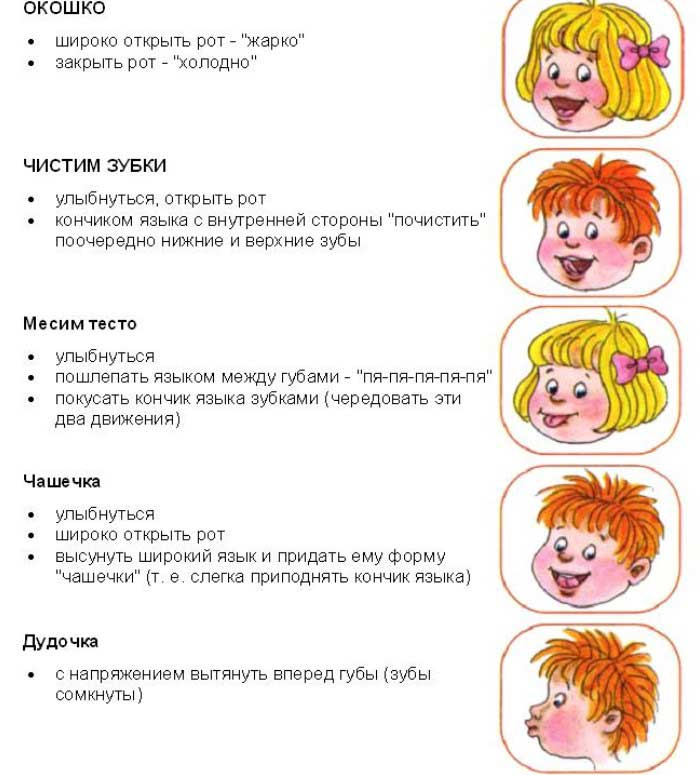 ОКОШКО
• широко открыть рот - "жарко"
• закрыть рот - "холодно"
ЧИСТИМ ЗУБКИ
• улыбнуться, открыть рот
• кончиком языка с внутренней стороны "почистить"
поочередно нижние и верхние зубы
Месим тесто
• улыбнуться
• пошлепать языком между губами - "пя-пя-пя-пя-пя"
• покусать кончик языка зубками (чередовать эти
два движения)
Чашечка
• улыбнуться
• широко открыть рот
• высунуть широкий язык и придать ему форму
"чашечки" (т. е. слегка приподнять кончик языка)
Дудочка
• с напряжением вытянуть вперед губы (зубы
сомкнуты)